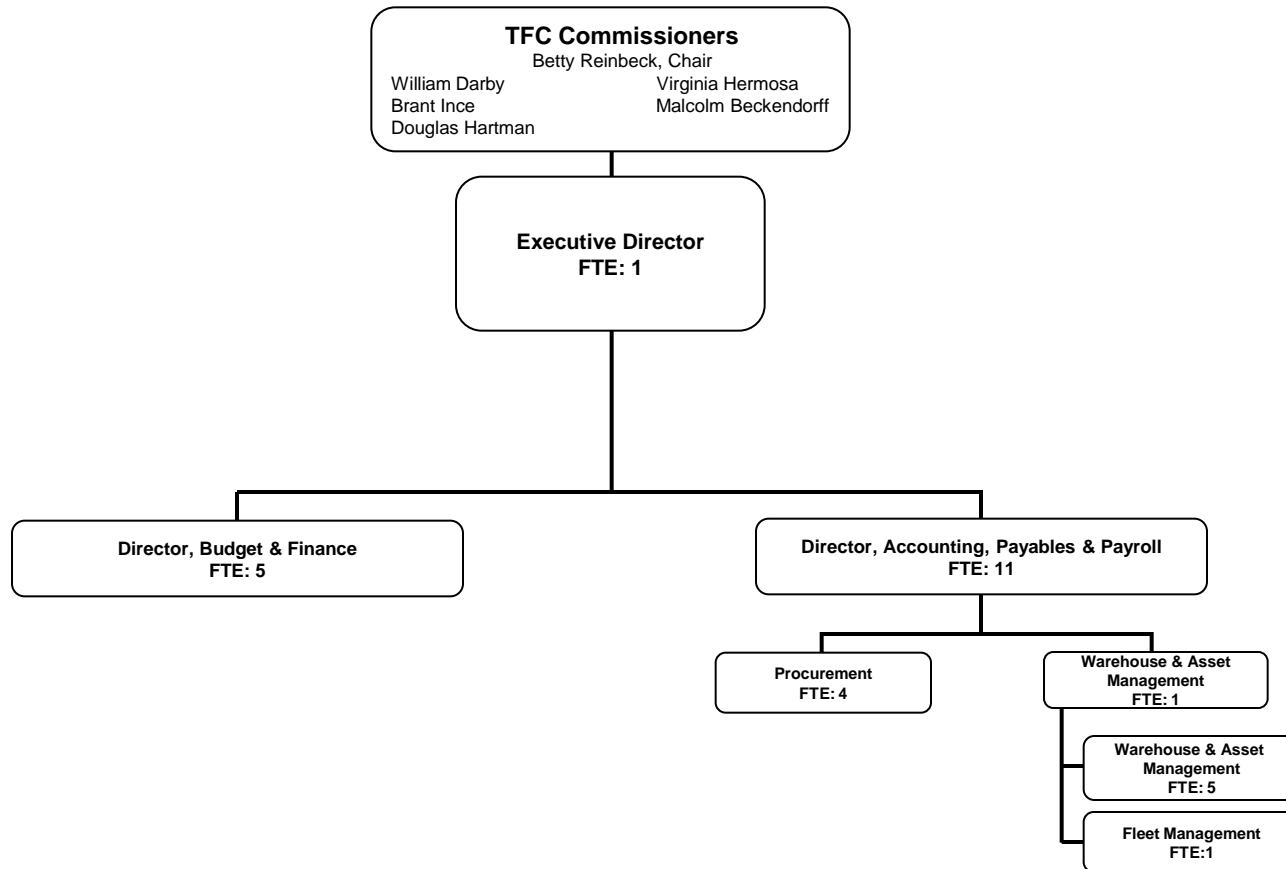 TFC Commissioners
Betty Reinbeck, Chair
William Darby Virginia Hermosa
Brant Ince Malcolm Beckendorff
Douglas Hartman
Executive Director
FTE: 1
Director, Budget & Finance
FTE: 5
Director, Accounting, Payables & Payroll
FTE: 11
Procurement
FTE: 4
Warehouse & Asset
Management
FTE: 1
Warehouse & Asset
Management
FTE: 5
Fleet Management
FTE:1